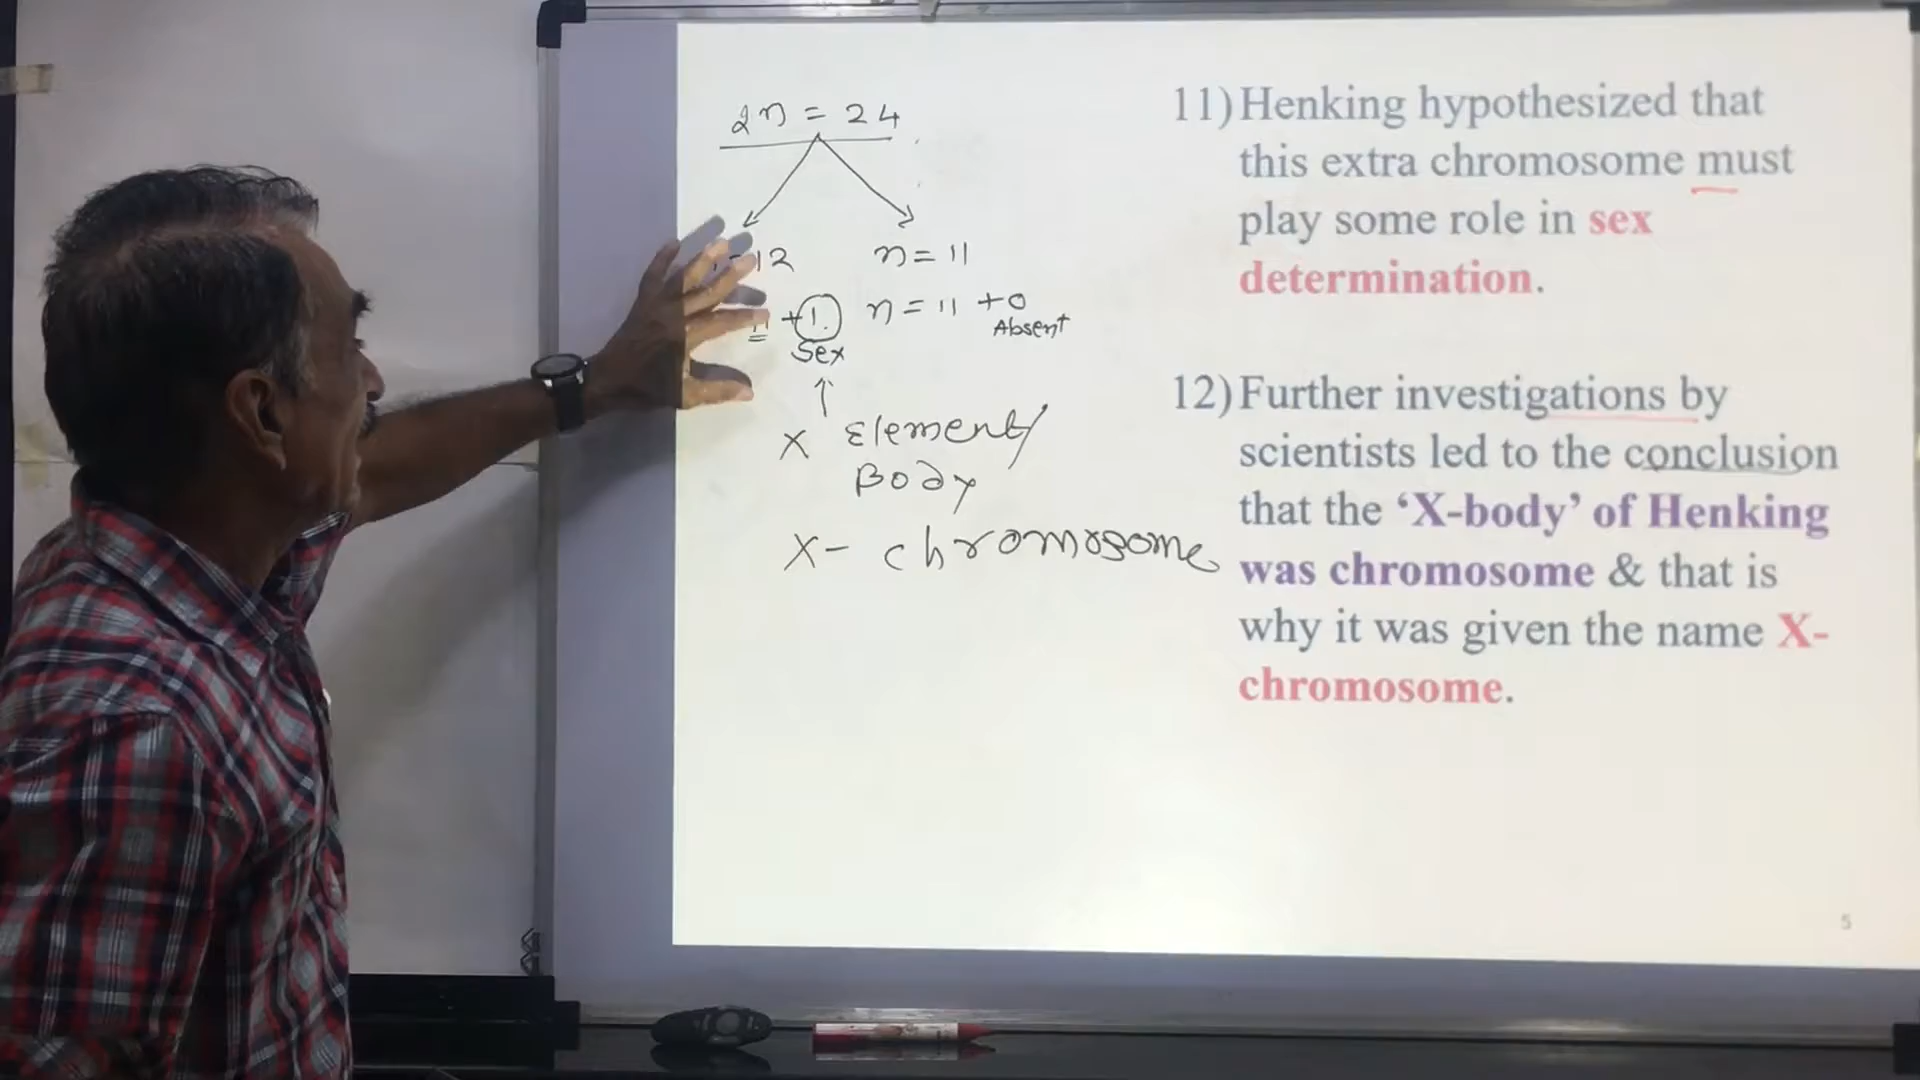 2n = 24
12 n = 11
+1. n = 11 +0
Absent
Sex
X Element/
Body
X- chromosome
11) Henking hypothesized that
this extra chromosome must
play some role in sex
determination.
12) Further investigations by
scientists led to the conclusion
that the ‘X-body’ of Henking
was chromosome & that is
why it was given the name X-
chromosome.
5